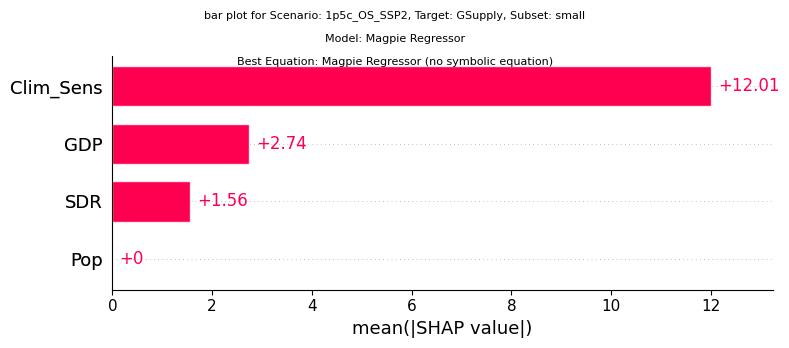 bar plot for Scenario: 1p5c_OS_SSP2, Target: GSupply, Subset: small
Model: Magpie Regressor
Best Equation: Magpie Regressor (no symbolic equation)
Clim_Sens +12.01
GDP +2.74
SDR +1.56
Pop +0
0 2 4 6 8 10 12
mean(|SHAP value|)